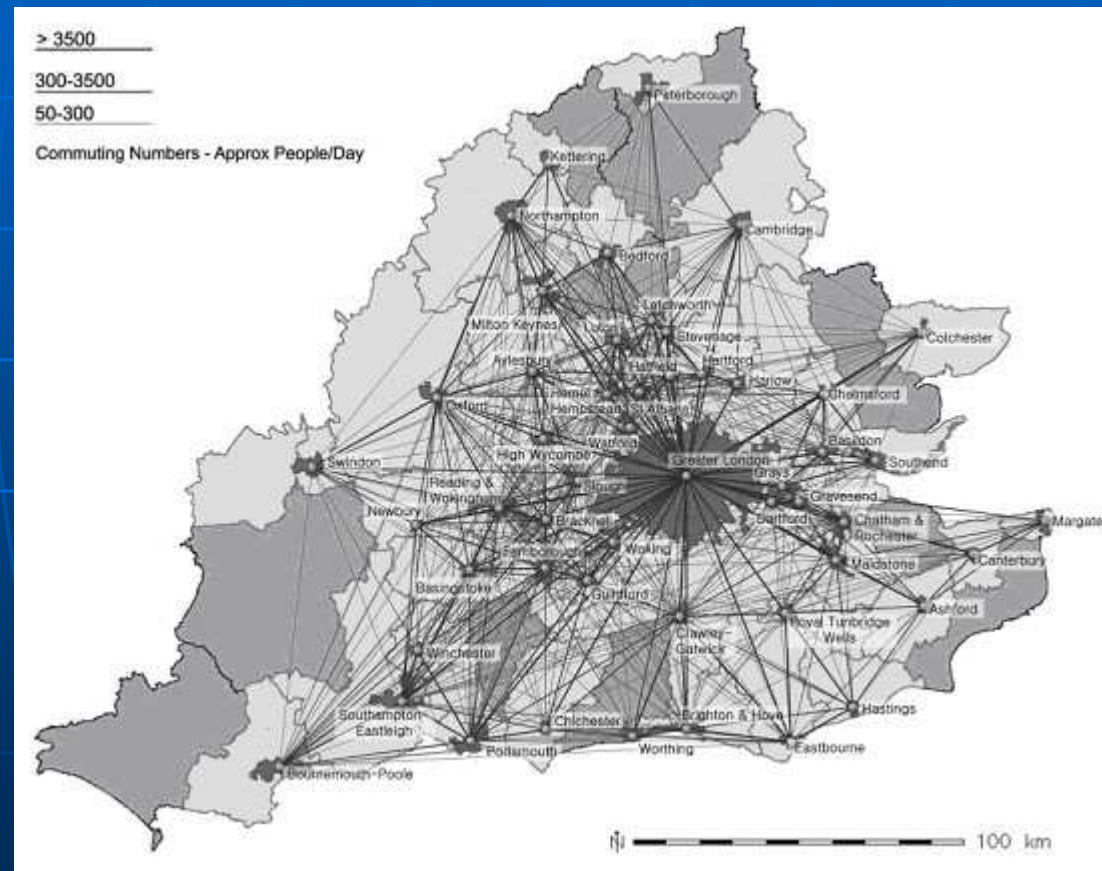 > 3500
300-3500
50-300
Commuting Numbers - Approx People/Day
Peterborough
Kettering
Northampton
Cambridge
Bedford
Letchworth
Milton Keynes
Luton
Stevenage
Colchester
Aylesbury
Hatfield
Hertford
Harlow
Oxford
Hemel
Hempstead
St Albans
Chelmsford
Watford
Basildon
High Wycombe
Greater London
Southend
Swindon
Slough
Grays
Reading &
Wokingham
Gravesend
Newbury
Bracknell
Dartford
Chatham &
Rochester
Margate
Farnborough
Woking
Maidstone
Canterbury
Basingstoke
Guildford
Ashford
Royal Tunbridge
Wells
Crawley-
Gatwick
Winchester
Hastings
Southampton
Eastleigh
Chichester
Brighton & Hove
Portsmouth
Worthing
Eastbourne
Bournemouth-Poole
N
100 km